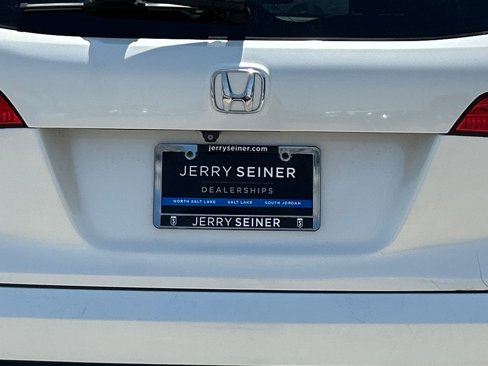 jerryseiner.com
JERRY SEINER
DEALERSHIPS
NORTH SALT LAKE SALT LAKE SOUTH JORDAN
JERRY SEINER